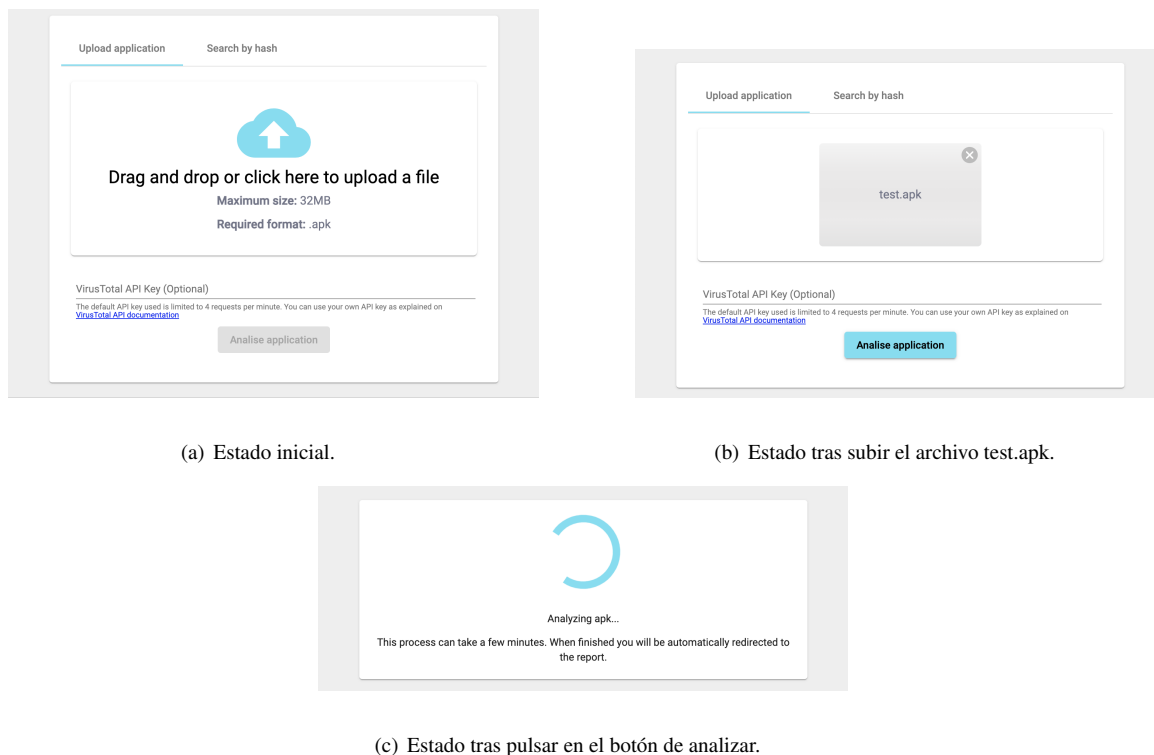 Upload application
Search by hash
Drag and drop or click here to upload a file
Maximum size: 32MB
Required format: .apk
VirusTotal API Key (Optional)
The default API key used is limited to 4 requests per minute. You can use your own API key as explained on
VirusTotal API documentation
Analise application
(a) Estado inicial.
Upload application
Search by hash
test.apk
VirusTotal API Key (Optional)
The default API key used is limited to 4 requests per minute. You can use your own API key as explained on
VirusTotal API documentation
Analise application
(b) Estado tras subir el archivo test.apk.
Analyzing apk...
This process can take a few minutes. When finished you will be automatically redirected to
the report.
(c) Estado tras pulsar en el botón de analizar.